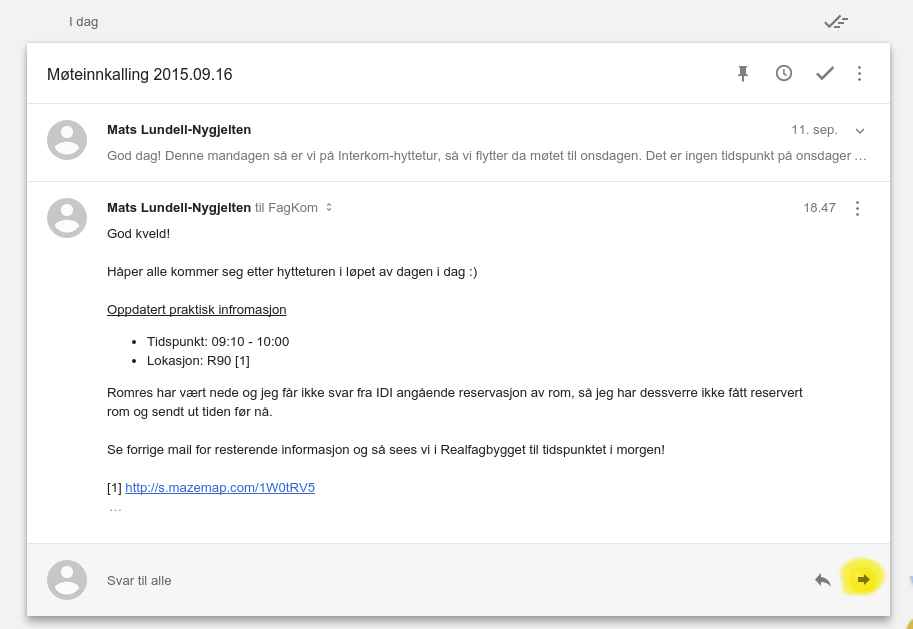 I dag
Møteinnkalling 2015.09.16
Mats Lundell-Nygjelten 11. sep.
God dag! Denne mandagen så er vi på Interkom-hyttetur, så vi flytter da møtet til onsdagen. Det er ingen tidspunkt på onsdager …
Mats Lundell-Nygjelten til FagKom 18.47
God kveld!
Håper alle kommer seg etter hytteturen i løpet av dagen i dag :)
Oppdatert praktisk infromasjon
• Tidspunkt: 09:10 - 10:00
• Lokasjon: R90 [1]
Romres har vært nede og jeg får ikke svar fra IDI angående reservasjon av rom, så jeg har dessverre ikke fått reservert
rom og sendt ut tiden før nå.
Se forrige mail for resterende informasjon og så sees vi i Realfagbygget til tidspunktet i morgen!
[1] http://s.mazemap.com/1W0tRV5
…
Svar til alle